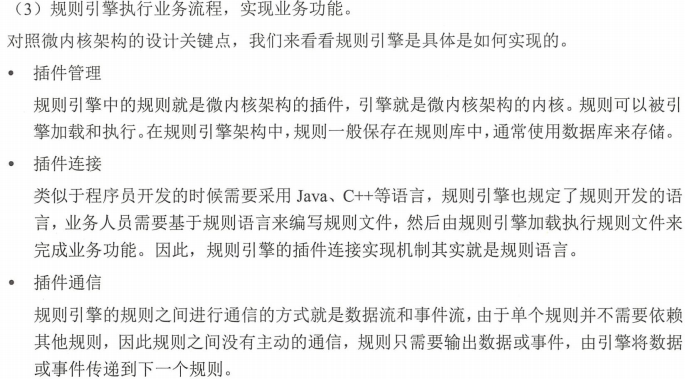 （3）规则引擎执行业务流程，实现业务功能。
对照微内核架构的设计关键点，我们来看看规则引擎是具体是如何实现的。
• 插件管理
规则引擎中的规则就是微内核架构的插件，引擎就是微内核架构的内核。规则可以被引
擎加载和执行。在规则引擎架构中，规则一般保存在规则库中，通常使用数据库来存储。
• 插件连接
类似于程序员开发的时候需要采用 Java、C++等语言，规则引擎也规定了规则开发的语
言，业务人员需要基于规则语言来编写规则文件，然后由规则引擎加载执行规则文件来
完成业务功能。因此，规则引擎的插件连接实现机制其实就是规则语言。
• 插件通信
规则引擎的规则之间进行通信的方式就是数据流和事件流，由于单个规则并不需要依赖
其他规则，因此规则之间没有主动的通信，规则只需要输出数据或事件，由引擎将数据
或事件传递到下一个规则。